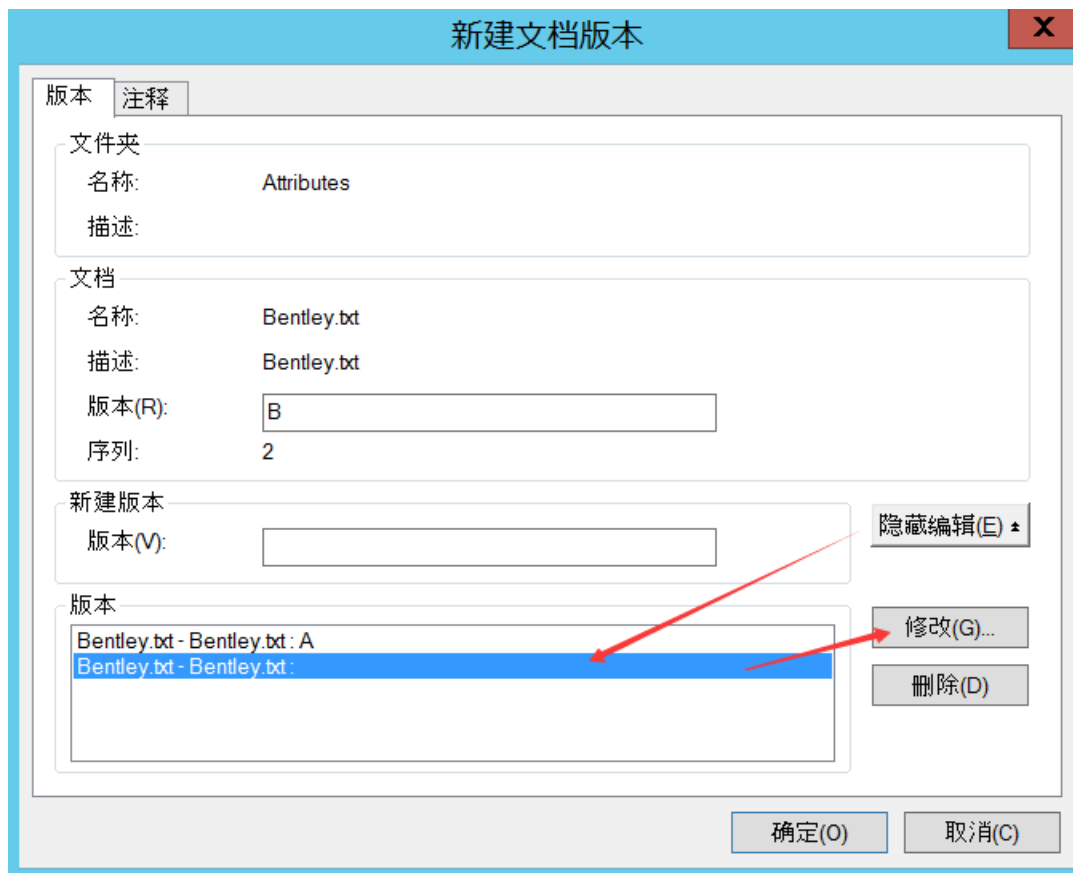 新建文档版本
X
版本 注释
文件夹
名称: Attributes
描述:
文档
名称: Bentley.txt
描述: Bentley.txt
版本(R): B
序列: 2
新建版本
版本(V):
隐藏编辑(E)
版本
Bentley.txt - Bentley.txt : A
Bentley.txt - Bentley.txt :
修改(G)...
删除(D)
确定(O) 取消(C)